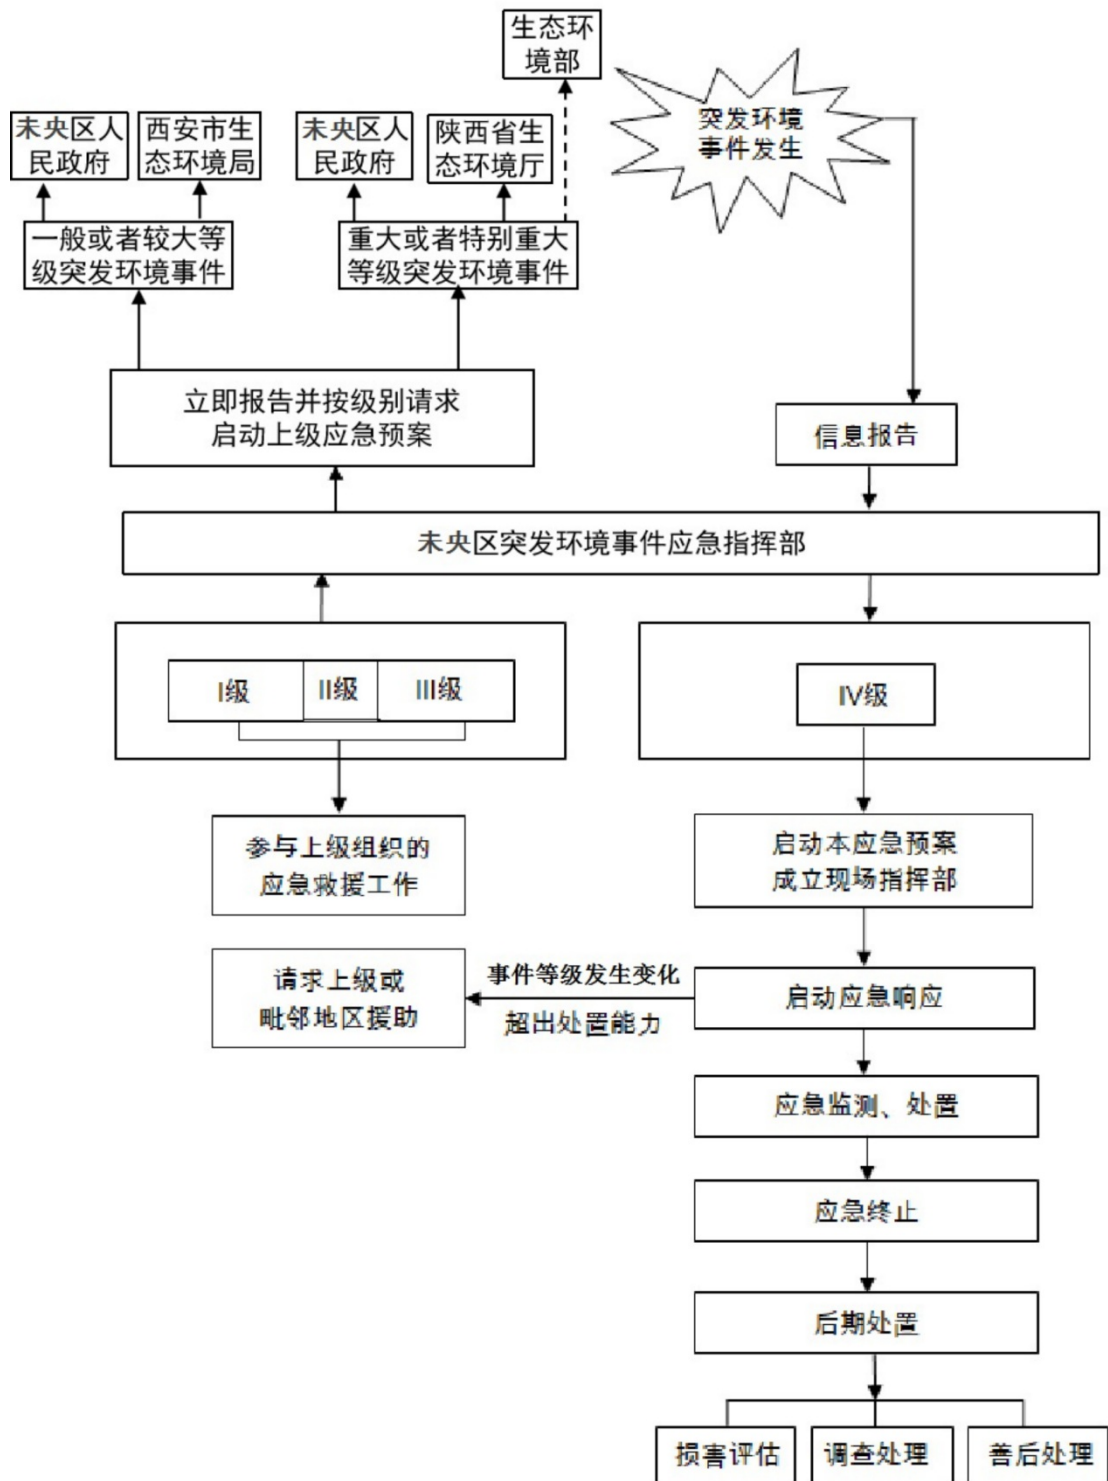 生态环
境部
突发环境
事件发生
未央区人
民政府
西安市生
态环境局
未央区人
民政府
陕西省生
态环境厅
一般或者较大等
级突发环境事件
重大或者特别重大
等级突发环境事件
立即报告并按级别请求
启动上级应急预案
信息报告
未央区突发环境事件应急指挥部
I级
II级
III级
IV级
参与上级组织的
应急救援工作
启动本应急预案
成立现场指挥部
请求上级或
毗邻地区援助
事件等级发生变化
超出处置能力
启动应急响应
应急监测、处置
应急终止
后期处置
损害评估
调查处理
善后处理